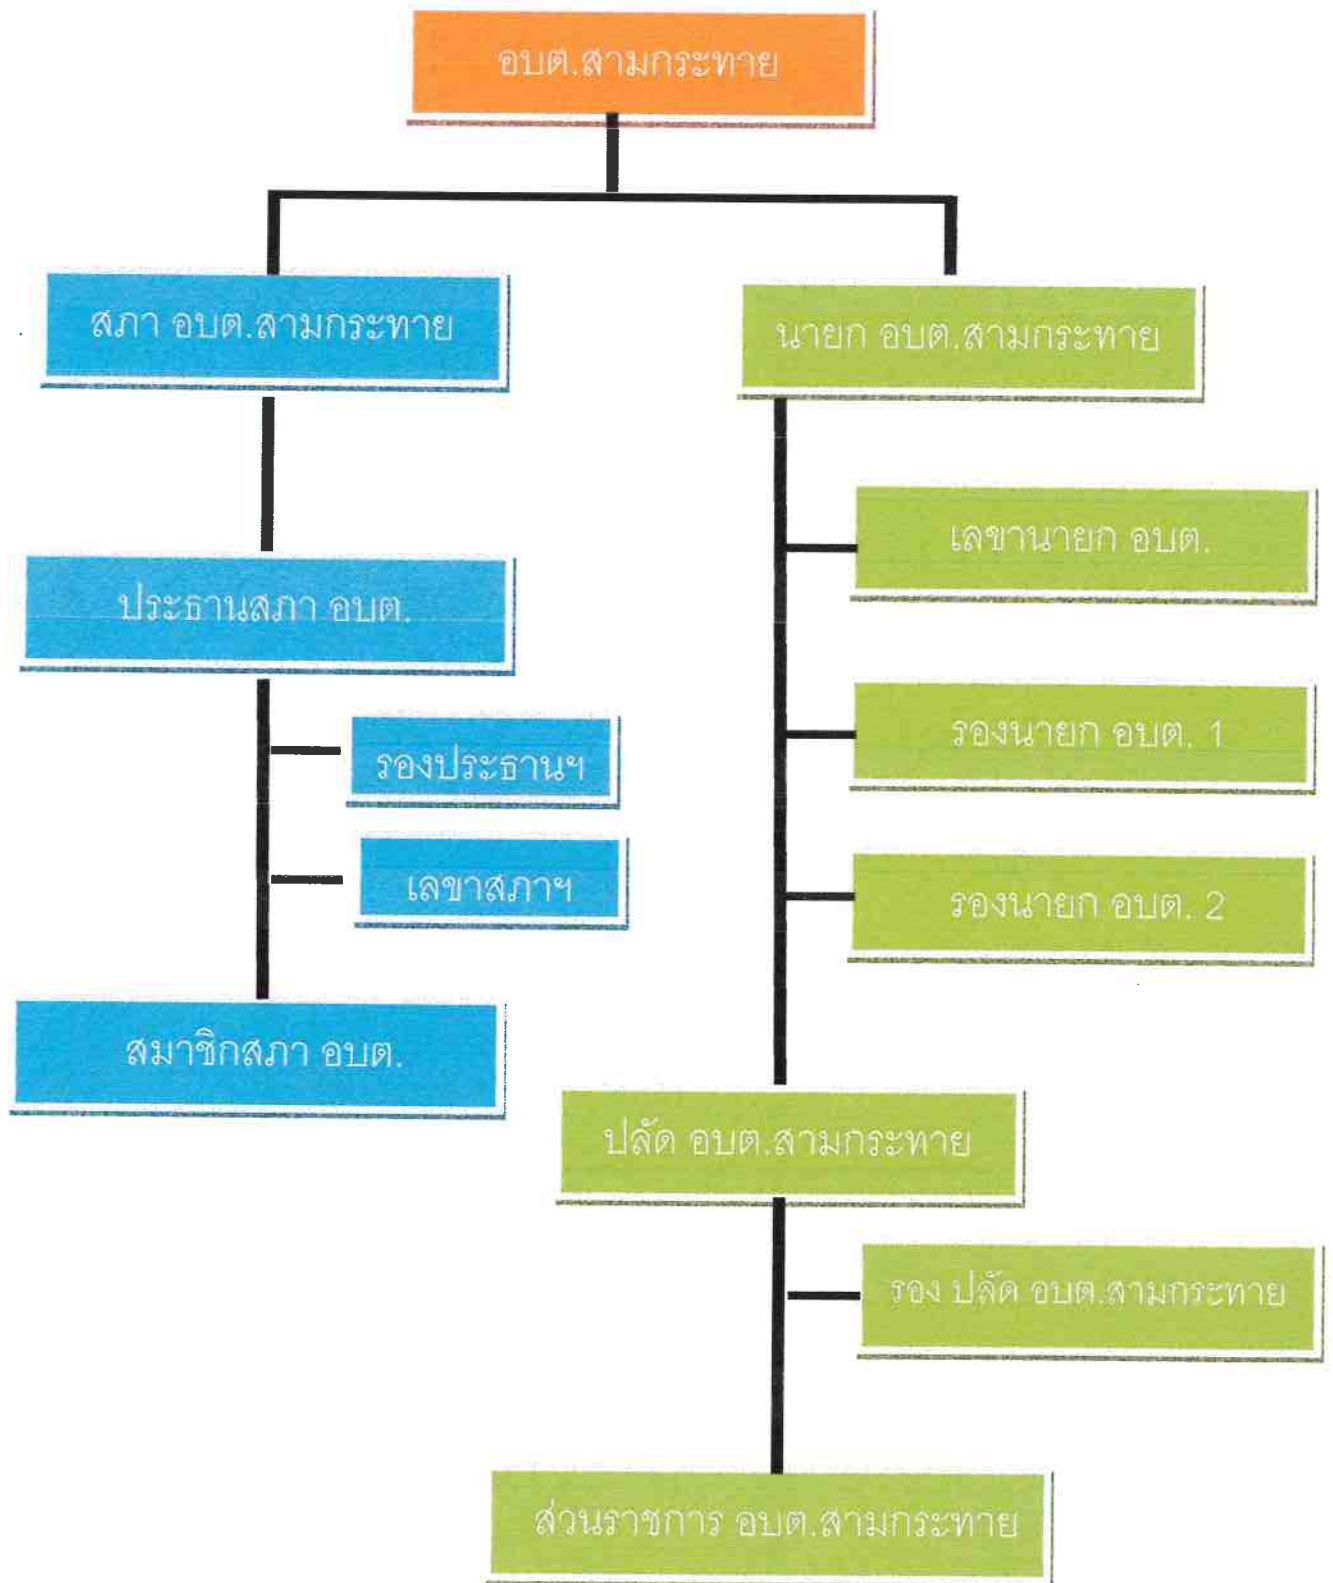 อบต.สามกระทาย
สภา อบต.สามกระทาย
นายก อบต.สามกระทาย
เลขานายก อบต.
ประธานสภา อบต.
รองประธานฯ
รองนายก อบต. 1
เลขาสภาฯ
รองนายก อบต. 2
สมาชิกสภา อบต.
ปลัด อบต.สามกระทาย
รอง ปลัด อบต.สามกระทาย
ส่วนราชการ อบต.สามกระทาย